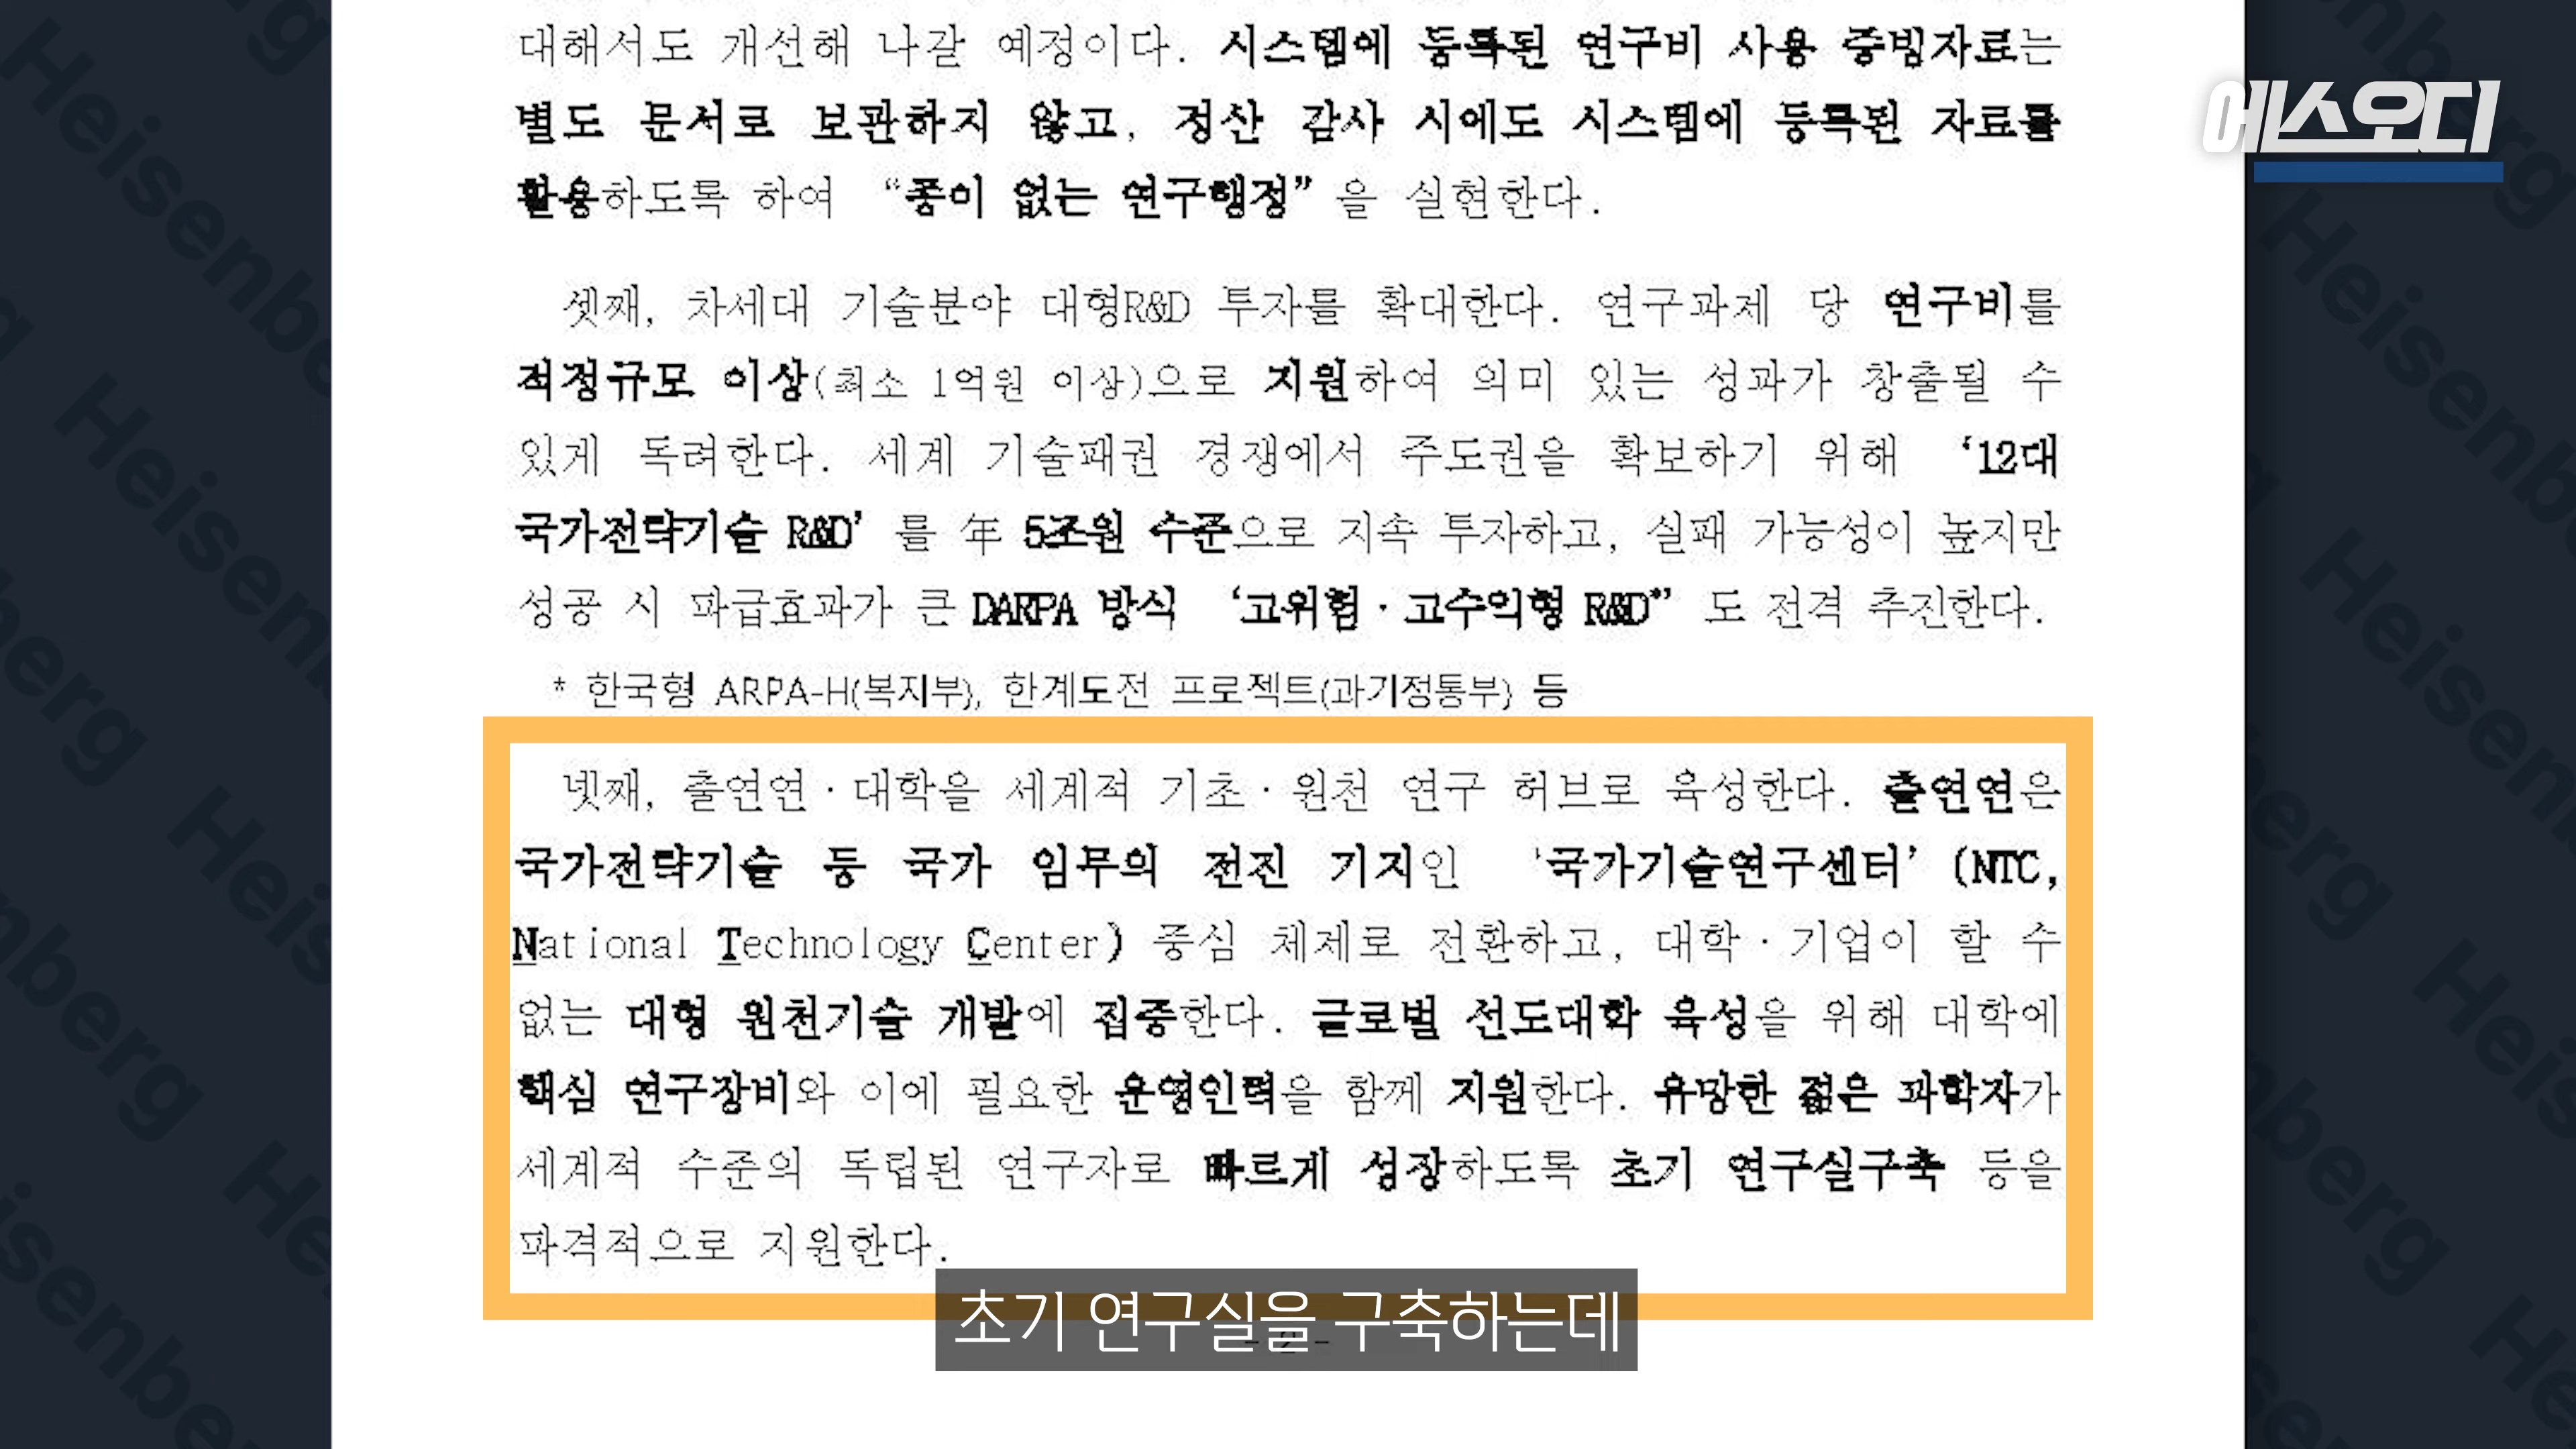 대해서도 개선해 나갈 예정이다. 시스템에 등록된 연구비 사용 증빙자료는
별도 문서로 보관하지 않고, 정산 감사 시에도 시스템에 등록된 자료를
활용하도록 하여 “종이 없는 연구행정”을 실현한다.
에스오디
셋째, 차세대 기술분야 대형R&D 투자를 확대한다. 연구과제 당 연구비를
적정규모 이상(최소 1억원 이상)으로 지원하여 의미 있는 성과가 창출될 수
있게 독려한다. 세계 기술패권 경쟁에서 주도권을 확보하기 위해 ‘12대
국가전략기술 R&D’를 年 5조원 수준으로 지속 투자하고, 실패 가능성이 높지만
성공 시 파급효과가 큰 DARPA 방식 ‘고위험·고수익형 R&D*’도 전격 추진한다.
* 한국형 ARPA-H(복지부), 한계도전 프로젝트(과기정통부) 등
넷째, 출연연·대학을 세계적 기초·원천 연구 허브로 육성한다. 출연연은
국가전략기술 등 국가 임무의 전진 기지인 ‘국가기술연구센터’(NTC,
National Technology Center) 중심 체제로 전환하고, 대학·기업이 할 수
없는 대형 원천기술 개발에 집중한다. 글로벌 선도대학 육성을 위해 대학에
핵심 연구장비와 이에 필요한 운영인력을 함께 지원한다. 유망한 젊은 과학자가
세계적 수준의 독립된 연구자로 빠르게 성장하도록 초기 연구실구축 등을
파격적으로 지원한다.
초기 연구실을 구축하는데
- 2 -
Heisenberg
Heisenberg
Heisenberg
Heisenberg